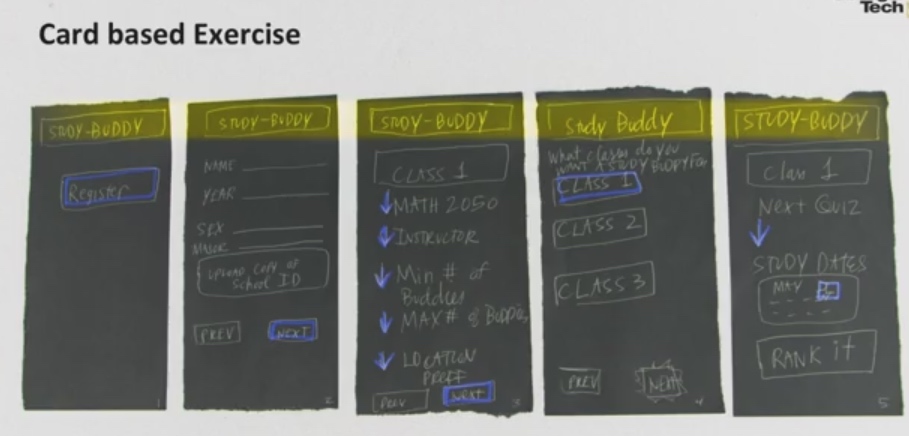 Tech
Card based Exercise
STUDY-BUDDY
Register
1
STUDY-BUDDY
NAME
YEAR
SEX
MAJOR
UPLOAD COPY OF
School ID
PREV
NEXT
2
STUDY-BUDDY
CLASS 1
MATH 2050
INSTRUCTOR
Min # of
Buddies
MAX # of Buddies
LOCATION
PREFF
PREV
NEXT
3
Study Buddy
What classes do you
WANT A STUDY BUDDY FOR
CLASS 1
CLASS 2
CLASS 3
PREV
NEXT
4
STUDY-BUDDY
Class 1
Next Quiz
STUDY DATES
MAY
RANK it
5